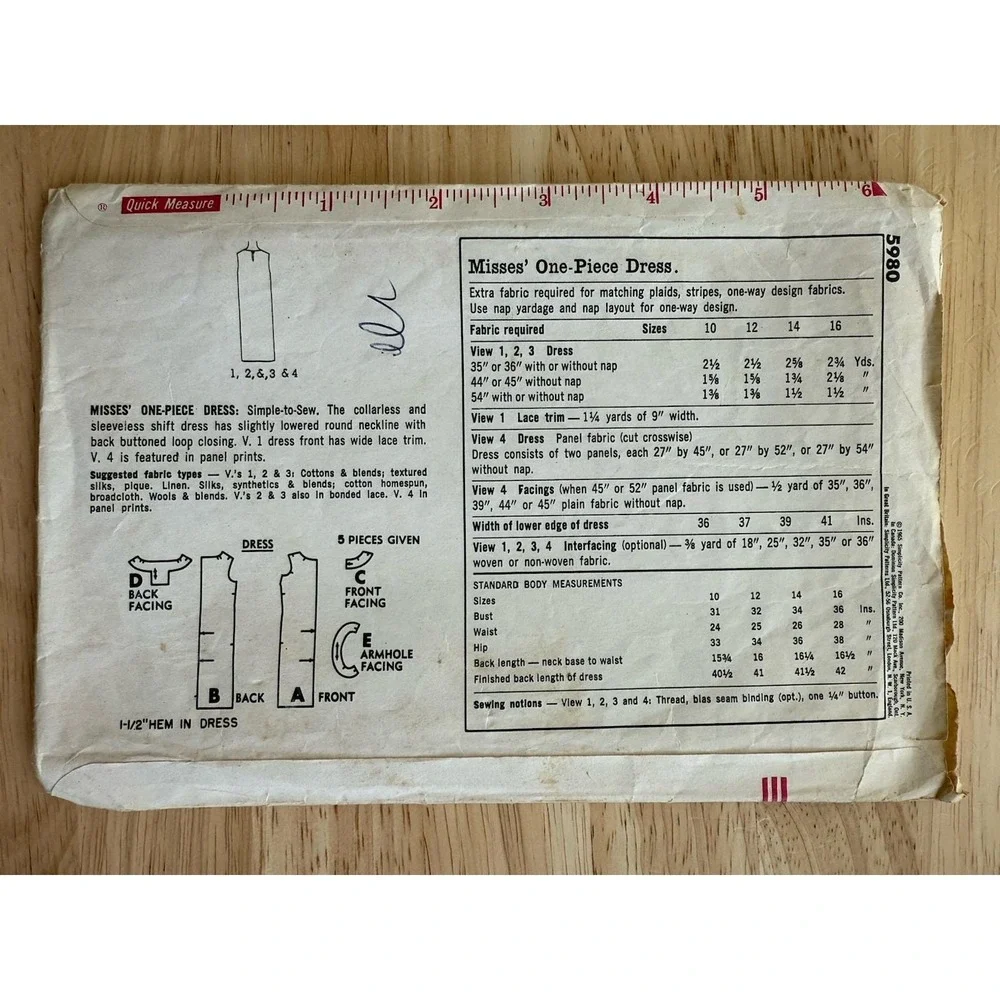 ® Quick Measure 1 2 3 4 5 6
5980
1, 2, &, 3 & 4
MISSES' ONE-PIECE DRESS: Simple-to-Sew. The collarless and
sleeveless shift dress has slightly lowered round neckline with
back buttoned loop closing. V. 1 dress front has wide lace trim.
V. 4 is featured in panel prints.
Suggested fabric types — V.'s 1, 2 & 3: Cottons & blends; textured
silks, pique. Linen. Silks, synthetics & blends; cotton homespun,
broadcloth. Wools & blends. V.'s 2 & 3 also in bonded lace. V. 4 in
panel prints.
DRESS 5 PIECES GIVEN
D
BACK
FACING
C
FRONT
FACING
E
ARMHOLE
FACING
B BACK A FRONT
1-1/2"HEM IN DRESS
Misses' One-Piece Dress.
Extra fabric required for matching plaids, stripes, one-way design fabrics.
Use nap yardage and nap layout for one-way design.
Fabric required Sizes 10 12 14 16
View 1, 2, 3 Dress
35" or 36" with or without nap 2½ 2½ 2⅝ 2¾ Yds.
44" or 45" without nap 1⅝ 1⅝ 1¾ 2⅛ "
54" with or without nap 1⅜ 1⅜ 1½ 1½ "
View 1 Lace trim — 1¼ yards of 9" width.
View 4 Dress Panel fabric (cut crosswise)
Dress consists of two panels, each 27" by 45", or 27" by 52", or 27" by 54"
without nap.
View 4 Facings (when 45" or 52" panel fabric is used) — ½ yard of 35", 36",
39", 44" or 45" plain fabric without nap.
Width of lower edge of dress 36 37 39 41 Ins.
View 1, 2, 3, 4 Interfacing (optional) — ⅜ yard of 18", 25", 32", 35" or 36"
woven or non-woven fabric.
STANDARD BODY MEASUREMENTS
Sizes 10 12 14 16
Bust 31 32 34 36 Ins.
Waist 24 25 26 28 "
Hip 33 34 36 38 "
Back length — neck base to waist 15¾ 16 16¼ 16½ "
Finished back length of dress 40½ 41 41½ 42 "
Sewing notions — View 1, 2, 3 and 4: Thread, bias seam binding (opt.), one ¼" button.
Printed in U. S. A.
© 1965 Simplicity Pattern Co. Inc., 200 Madison Avenue, New York, N. Y.